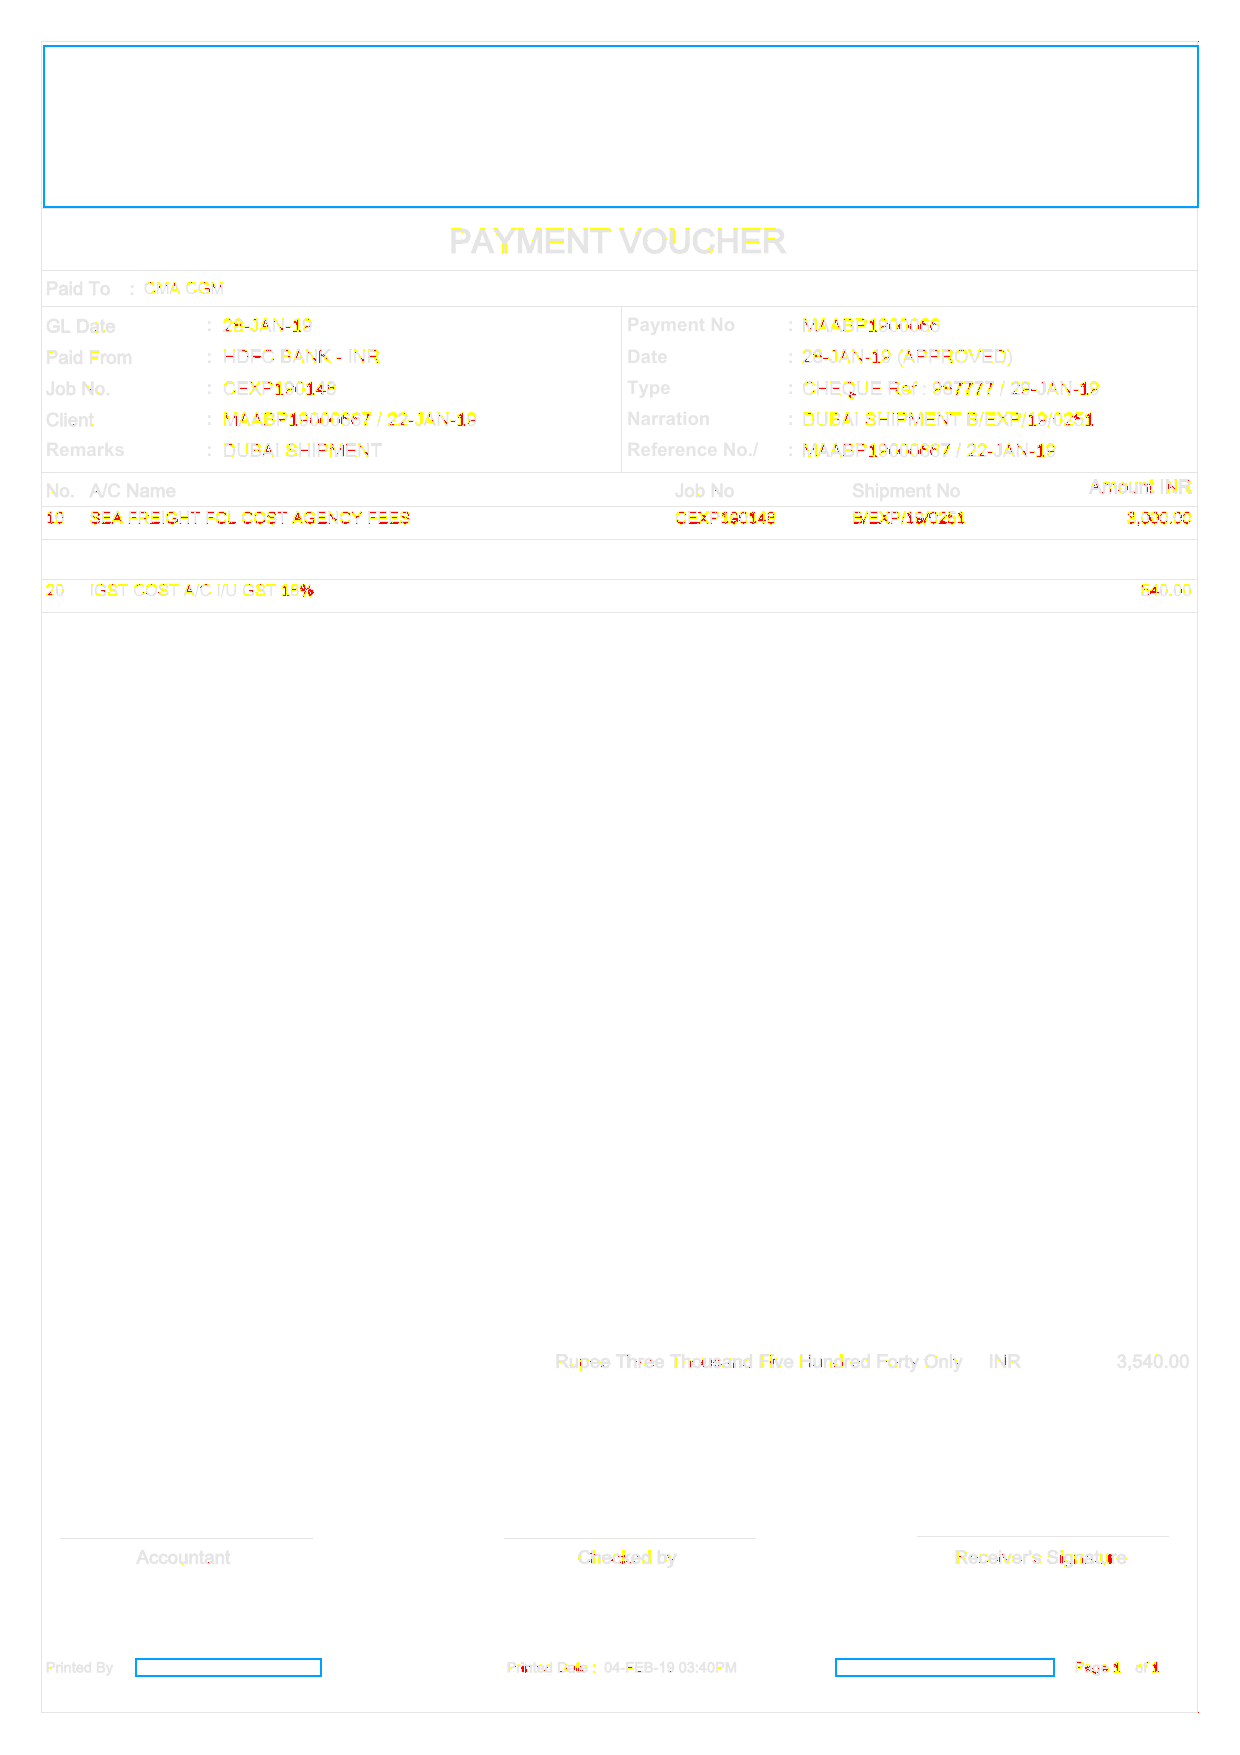 PAYMENT VOUCHER
Paid To : CMA CGM
GL Date : 28-JAN-19
Payment No :
Paid From : HDFC BANK - INR
Date : 28-JAN-19 (APPROVED)
Job No. : CEXP190148
Type : CHEQUE Ref : 987777 / 29-JAN-19
Client : MAABP19000667 / 22-JAN-19
Narration : DUBAI SHIPMENT B/EXP/19/0251
Remarks : DUBAI SHIPMENT
Reference No./ : MAABP19000667 / 22-JAN-19
No. A/C Name Job No Shipment No Amount INR
10 SEA FREIGHT FCL COST AGENCY FEES CEXP190148 B/EXP/19/0251 3,000.00
20 IGST COST A/C I/U GST 18% 540.00
Rupee Three Thousand Five Hundred Forty Only INR 3,540.00
Accountant Checked by Receiver's Signature
Printed By Printed Date : 04-FEB-19 03:40PM Page 1 of 1